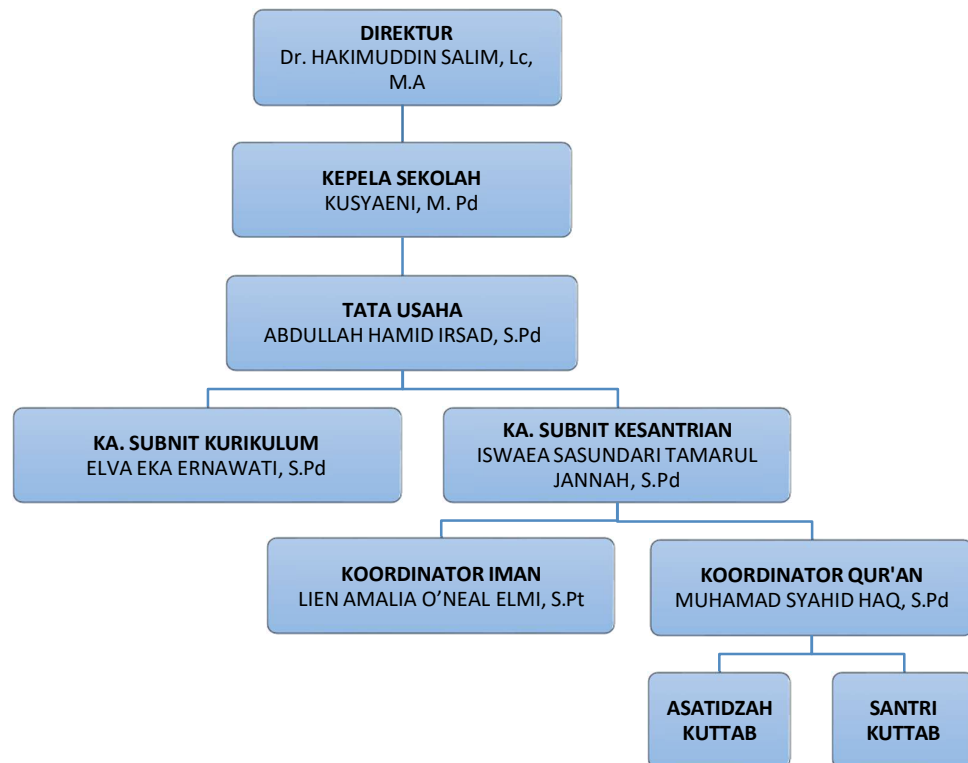 DIREKTUR
Dr. HAKIMUDDIN SALIM, Lc,
M.A
KEPELA SEKOLAH
KUSYAENI, M. Pd
TATA USAHA
ABDULLAH HAMID IRSAD, S.Pd
KA. SUBNIT KURIKULUM
ELVA EKA ERNAWATI, S.Pd
KA. SUBNIT KESANTRIAN
ISWAEA SASUNDARI TAMARUL
JANNAH, S.Pd
KOORDINATOR IMAN
LIEN AMALIA O’NEAL ELMI, S.Pt
KOORDINATOR QUR'AN
MUHAMAD SYAHID HAQ, S.Pd
ASATIDZAH
KUTTAB
SANTRI
KUTTAB